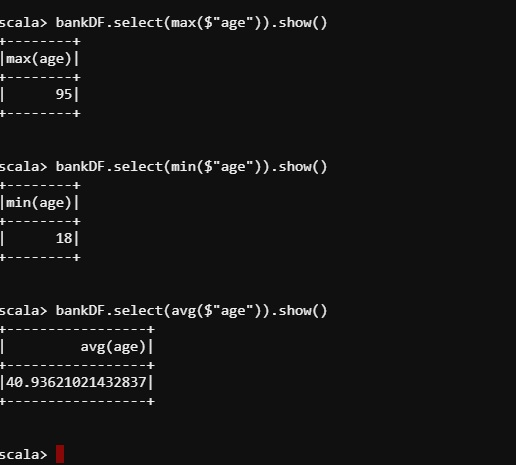 scala> bankDF.select(max($"age")).show()
+--------+
|max(age)|
+--------+
|      95|
+--------+
scala> bankDF.select(min($"age")).show()
+--------+
|min(age)|
+--------+
|      18|
+--------+
scala> bankDF.select(avg($"age")).show()
+-----------------+
|         avg(age)|
+-----------------+
|40.93621021432837|
+-----------------+
scala>